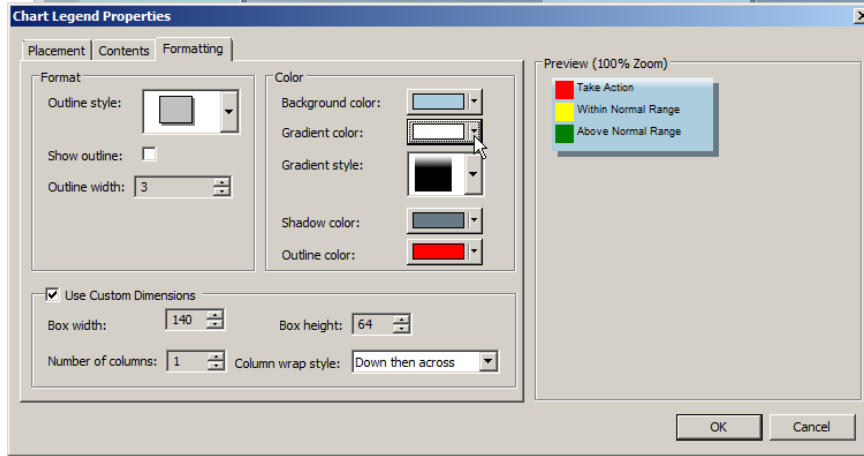 Chart Legend Properties
Placement Contents Formatting
Format
Outline style:
Show outline:
Outline width: 3
Color
Background color:
Gradient color:
Gradient style:
Shadow color:
Outline color:
Use Custom Dimensions
Box width: 140 Box height: 64
Number of columns: 1 Column wrap style: Down then across
Preview (100% Zoom)
Take Action
Within Normal Range
Above Normal Range
OK Cancel